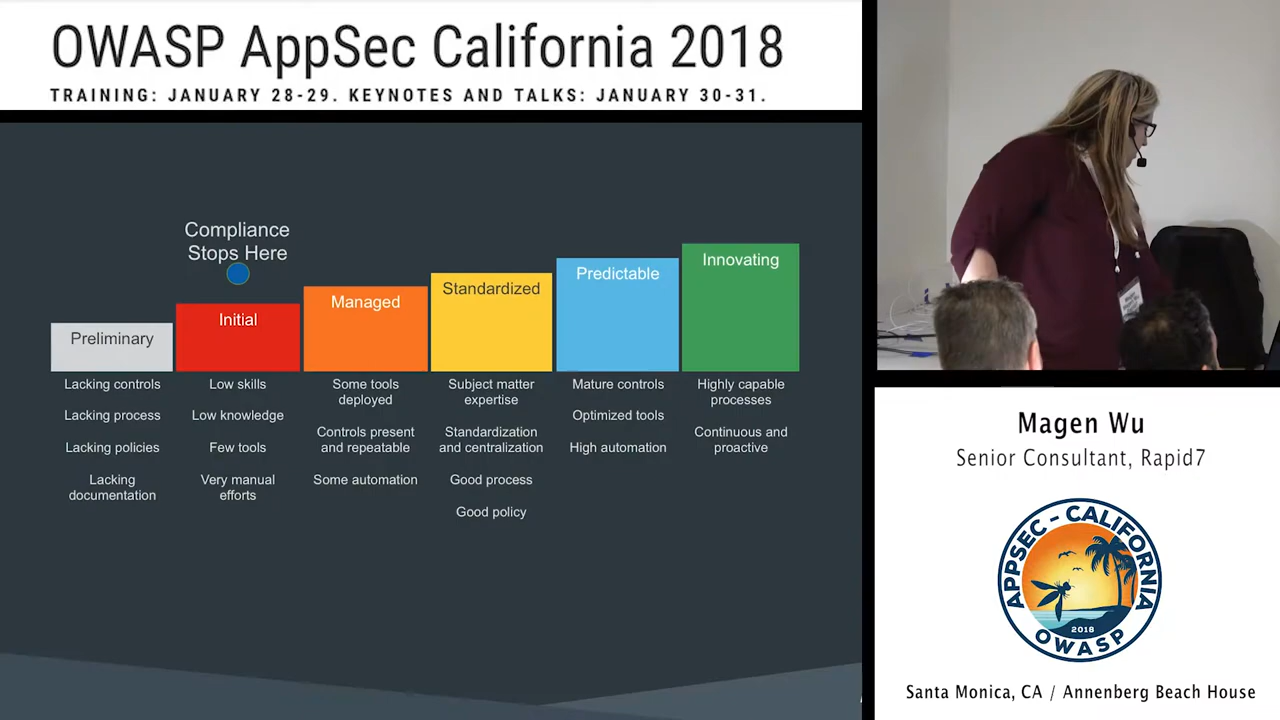 OWASP AppSec California 2018
TRAINING: JANUARY 28-29. KEYNOTES AND TALKS: JANUARY 30-31.
Compliance
Stops Here
Preliminary
Lacking controls
Lacking process
Lacking policies
Lacking
documentation
Initial
Low skills
Low knowledge
Few tools
Very manual
efforts
Managed
Some tools
deployed
Controls present
and repeatable
Some automation
Standardized
Subject matter
expertise
Standardization
and centralization
Good process
Good policy
Predictable
Mature controls
Optimized tools
High automation
Innovating
Highly capable
processes
Continuous and
proactive
Magen Wu
Senior Consultant, Rapid7
APPSEC - CALIFORNIA
2018
OWASP
Santa Monica, CA / Annenberg Beach House